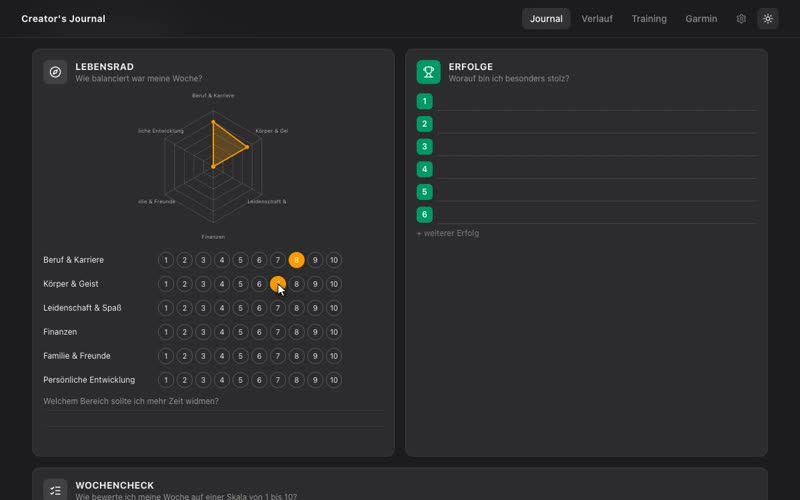 Creator's Journal
Journal
Verlauf
Training
Garmin
LEBENSRAD
Wie balanciert war meine Woche?
Beruf & Karriere
liche Entwicklung
Körper & Gei
ilie & Freunde
Leidenschaft &
Finanzen
Beruf & Karriere 1 2 3 4 5 6 7 8 9 10
Körper & Geist 1 2 3 4 5 6 8 9 10
Leidenschaft & Spaß 1 2 3 4 5 6 7 8 9 10
Finanzen 1 2 3 4 5 6 7 8 9 10
Familie & Freunde 1 2 3 4 5 6 7 8 9 10
Persönliche Entwicklung 1 2 3 4 5 6 7 8 9 10
Welchem Bereich sollte ich mehr Zeit widmen?
ERFOLGE
Worauf bin ich besonders stolz?
1
2
3
4
5
6
+ weiterer Erfolg
WOCHENCHECK
Wie bewerte ich meine Woche auf einer Skala von 1 bis 10?